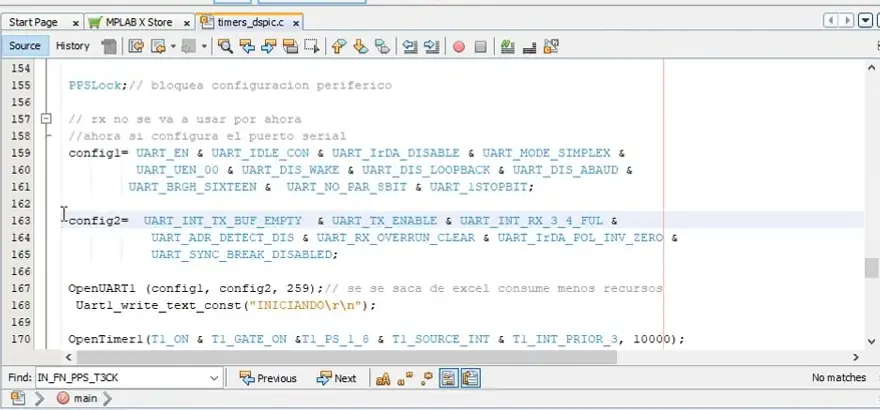 Start Page
MPLAB X Store
timers_dspic.c
Source
History
154
155 PPSLock;// bloquea configuracion periferico
156
157 // rx no se va a usar por ahora
158 //ahora si configura el puerto serial
159 config1= UART_EN & UART_IDLE_CON & UART_IrDA_DISABLE & UART_MODE_SIMPLEX &
160 UART_UEN_00 & UART_DIS_WAKE & UART_DIS_LOOPBACK & UART_DIS_ABAUD &
161 UART_BRGH_SIXTEEN & UART_NO_PAR_8BIT & UART_1STOPBIT;
162
163 config2= UART_INT_TX_BUF_EMPTY & UART_TX_ENABLE & UART_INT_RX_3_4_FUL &
164 UART_ADR_DETECT_DIS & UART_RX_OVERRUN_CLEAR & UART_IrDA_POL_INV_ZERO &
165 UART_SYNC_BREAK_DISABLED;
166
167 OpenUART1 (config1, config2, 259);// se se saca de excel consume menos recursos
168 Uart1_write_text_const("INICIANDO\r\n");
169
170 OpenTimer1(T1_ON & T1_GATE_ON &T1_PS_1_8 & T1_SOURCE_INT & T1_INT_PRIOR_3, 10000);
Find: IN_FN_PPS_T3CK Previous Next No matches
main